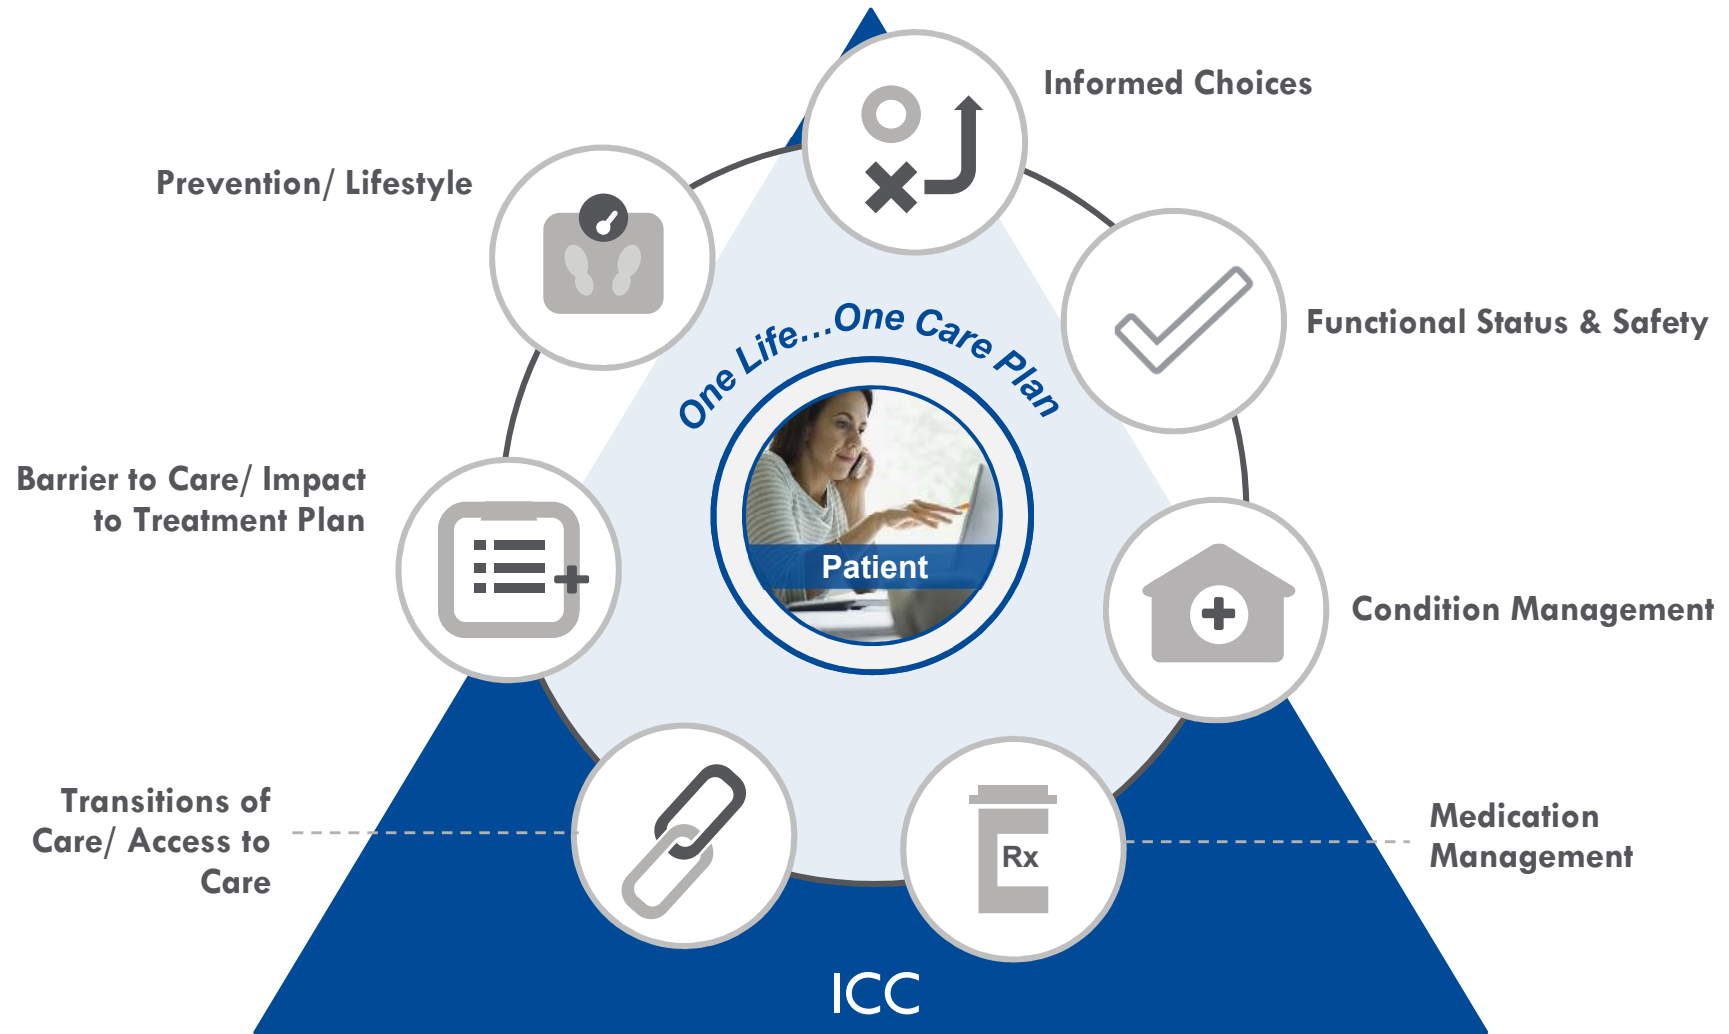 Informed Choices
Prevention/ Lifestyle
One Life...One Care Plan
Functional Status & Safety
Barrier to Care/ Impact
to Treatment Plan
Patient
Condition Management
Transitions of
Care/ Access to
Care
Medication
Management
Rx
ICC